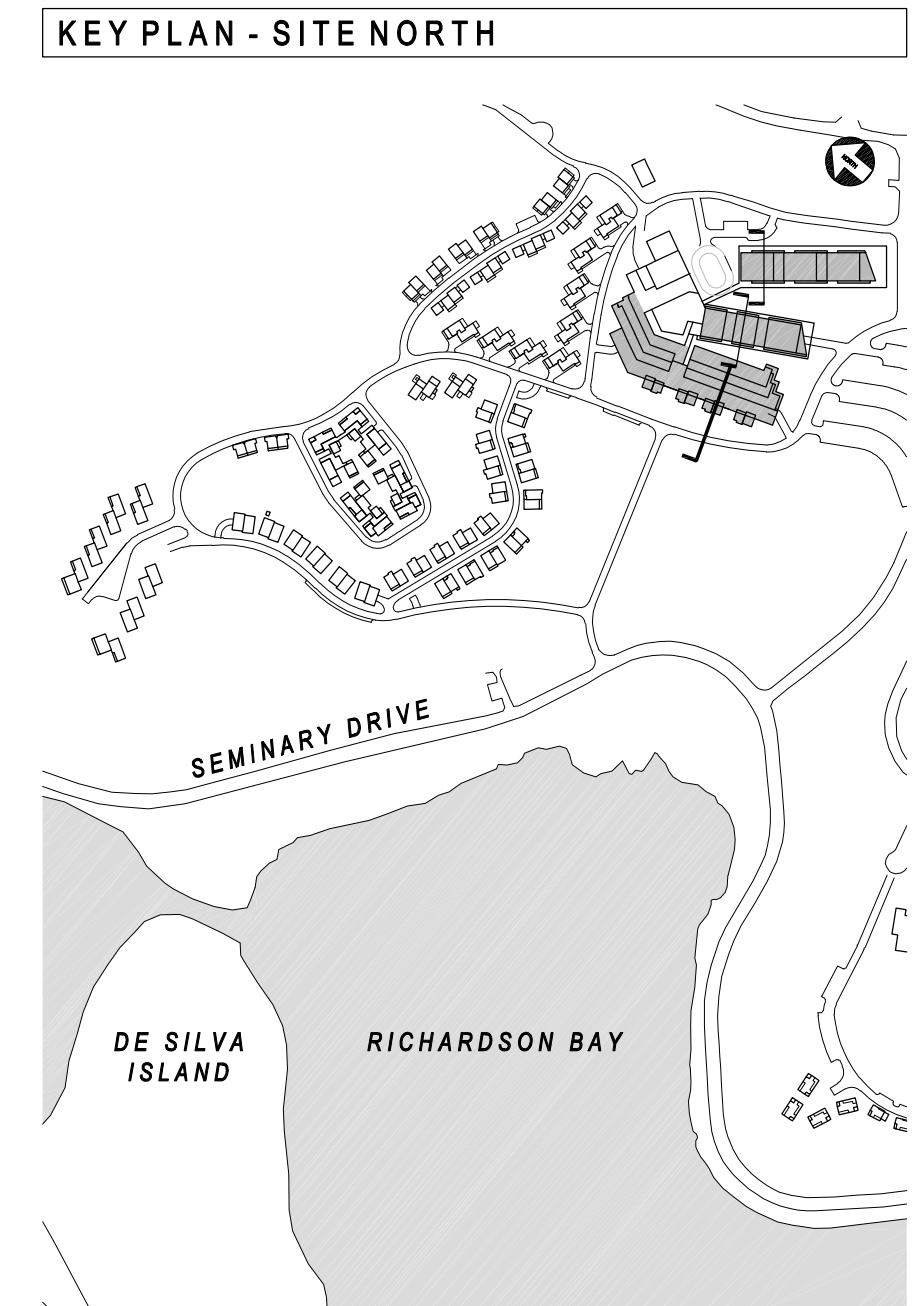 KEY PLAN - SITE NORTH
NORTH
SEMINARY DRIVE
DE SILVA
ISLAND
RICHARDSON BAY